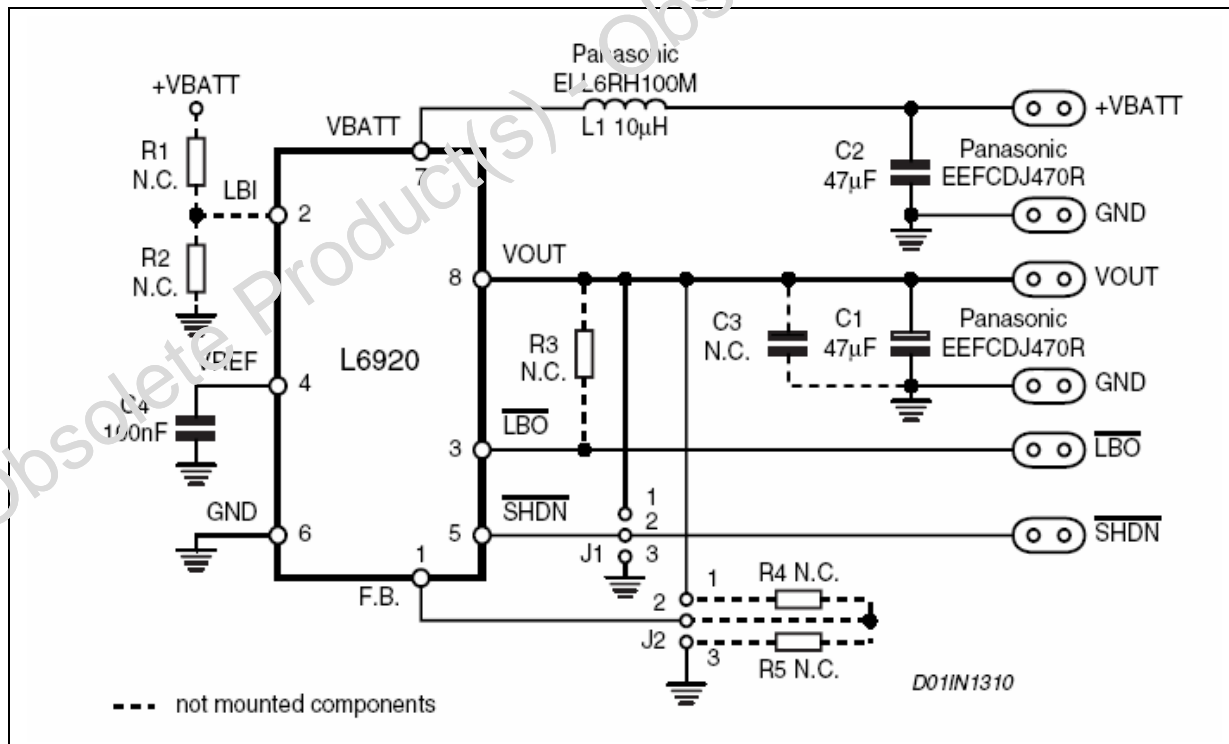 Obsolete Product(s) - Obs
Obsolete Product(s)
Panasonic
ELL6RH100M
L1 10μH
+VBATT
VBATT
7
+VBATT
R1
N.C.
LBI
2
C2
47μF
Panasonic
EEFCDJ470R
GND
R2
N.C.
VOUT
8
VOUT
L6920
R3
N.C.
C3
N.C.
C1
47μF
Panasonic
EEFCDJ470R
VREF
4
GND
C4
100nF
LBO
3
LBO
GND
6
SHDN
5
1
2
3
J1
SHDN
1
F.B.
1
2
3
J2
R4 N.C.
R5 N.C.
D01IN1310
not mounted components